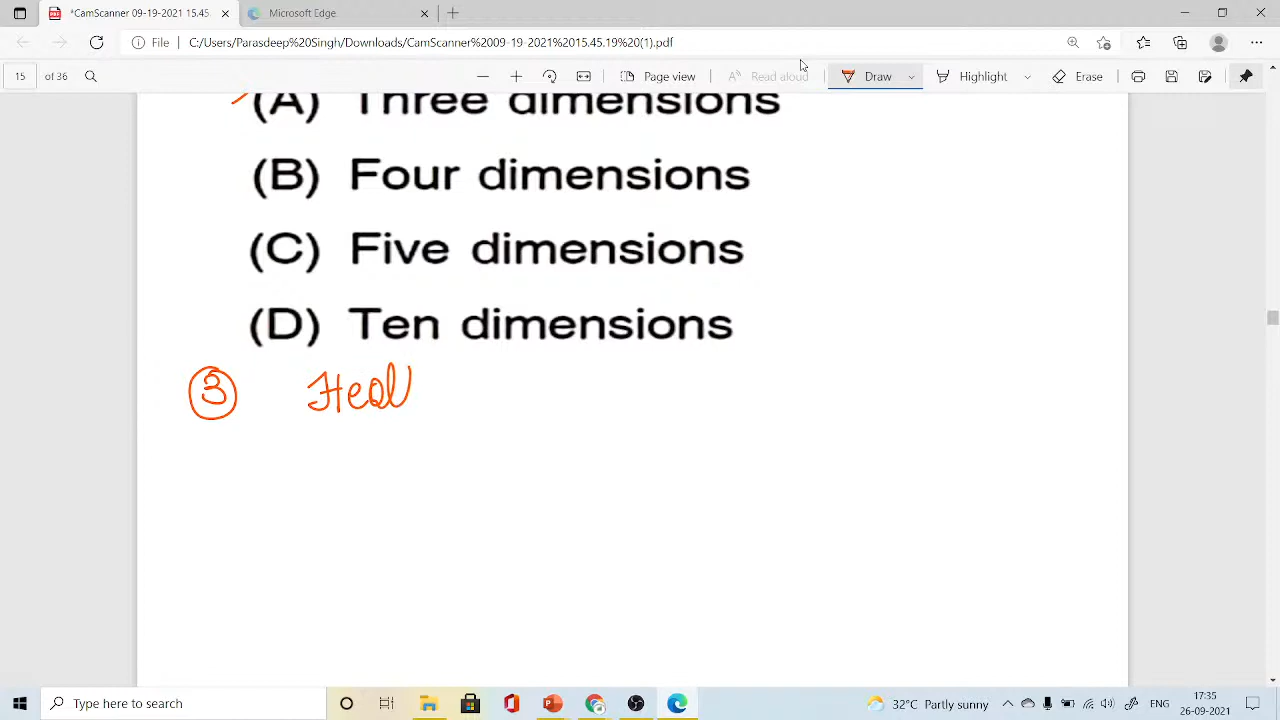 *CamScanner 09-19-2021 15.45
Microsoft Edge
File C:/Users/Parasdeep%20Singh/Downloads/CamScanner%2009-19-2021%2015.45.19%20(1).pdf
15 of 36 Page view Read aloud Draw Highlight Erase
(A) Three dimensions
(B) Four dimensions
(C) Five dimensions
(D) Ten dimensions
3 Heal
Type here to search
32°C Partly sunny ENG 17:35
26-09-2021